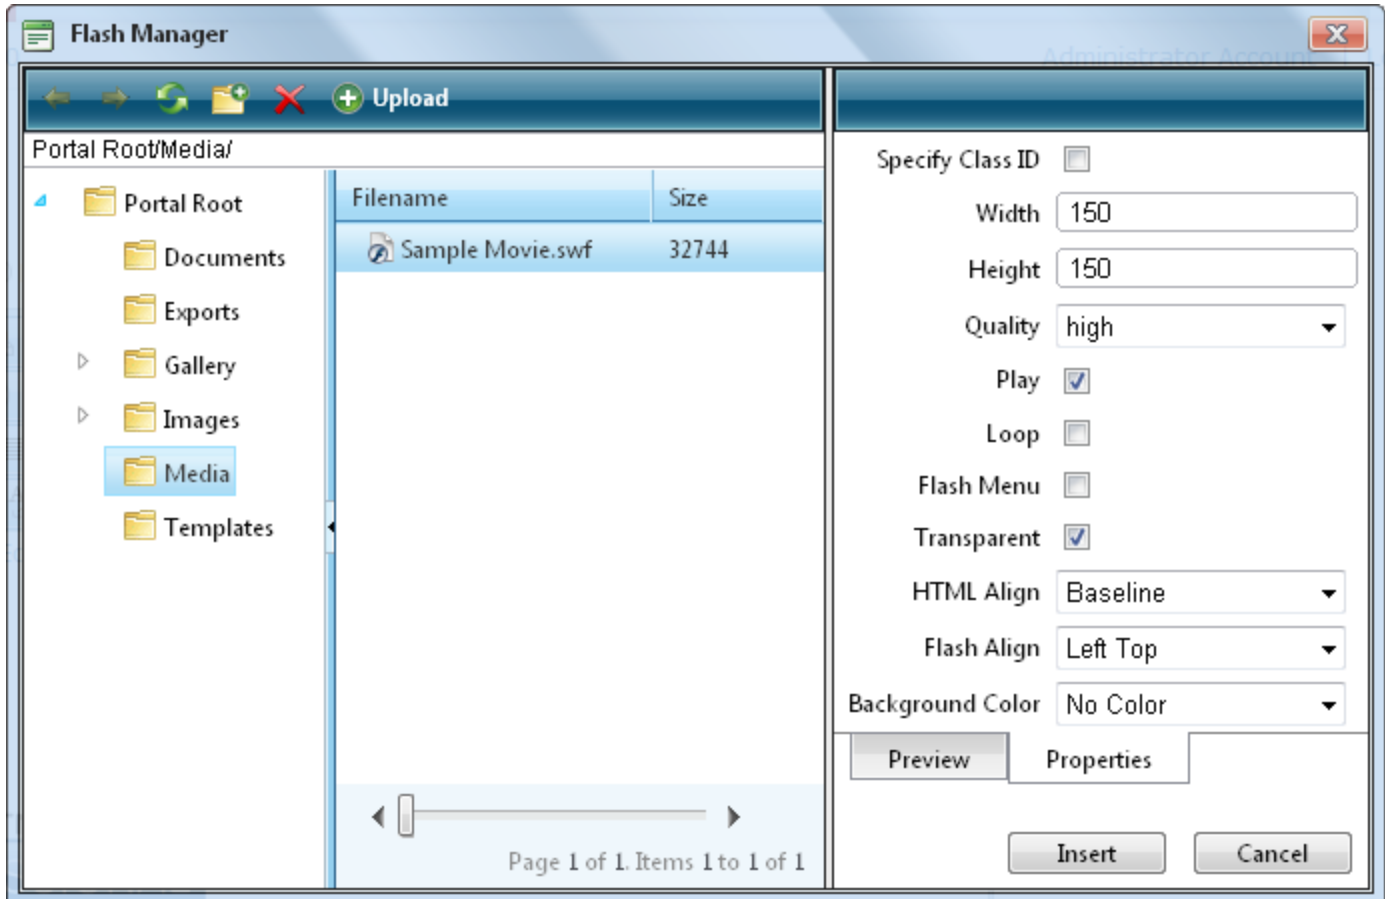 Flash Manager
Administrator Account
Upload
Portal Root/Media/
Portal Root
Documents
Exports
Gallery
Images
Media
Templates
Filename Size
Sample Movie.swf 32744
Page 1 of 1. Items 1 to 1 of 1
Specify Class ID
Width 150
Height 150
Quality high
Play
Loop
Flash Menu
Transparent
HTML Align Baseline
Flash Align Left Top
Background Color No Color
Preview Properties
Insert Cancel